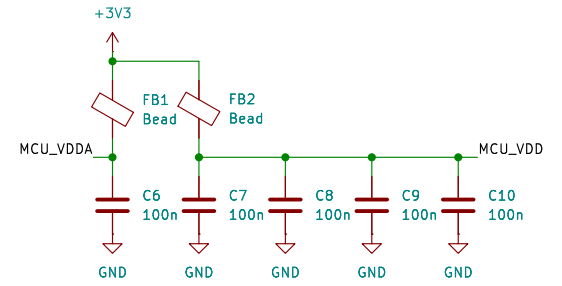 +3V3
FB1
Bead
FB2
Bead
MCU_VDDA
MCU_VDD
C6
100n
C7
100n
C8
100n
C9
100n
C10
100n
GND
GND
GND
GND
GND